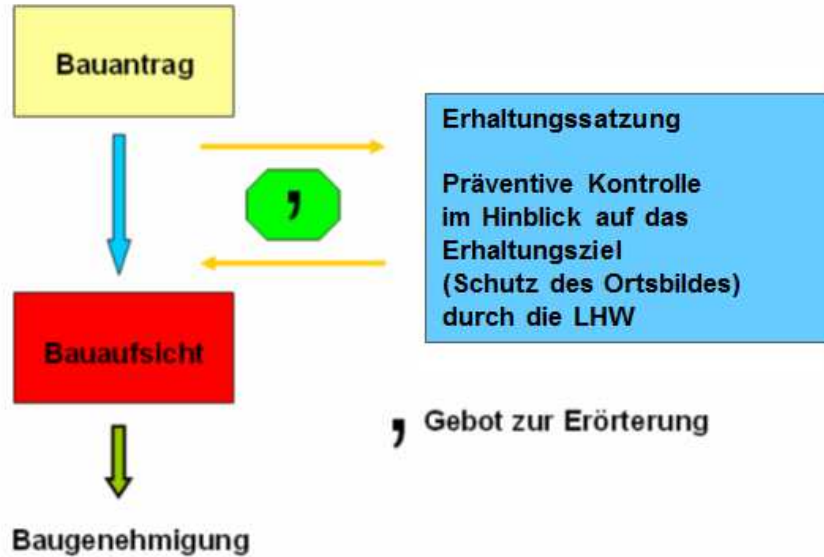 Bauantrag
Erhaltungssatzung
Präventive Kontrolle
im Hinblick auf das
Erhaltungsziel
(Schutz des Ortsbildes)
durch die LHW
,
Bauaufsicht
, Gebot zur Erörterung
Baugenehmigung